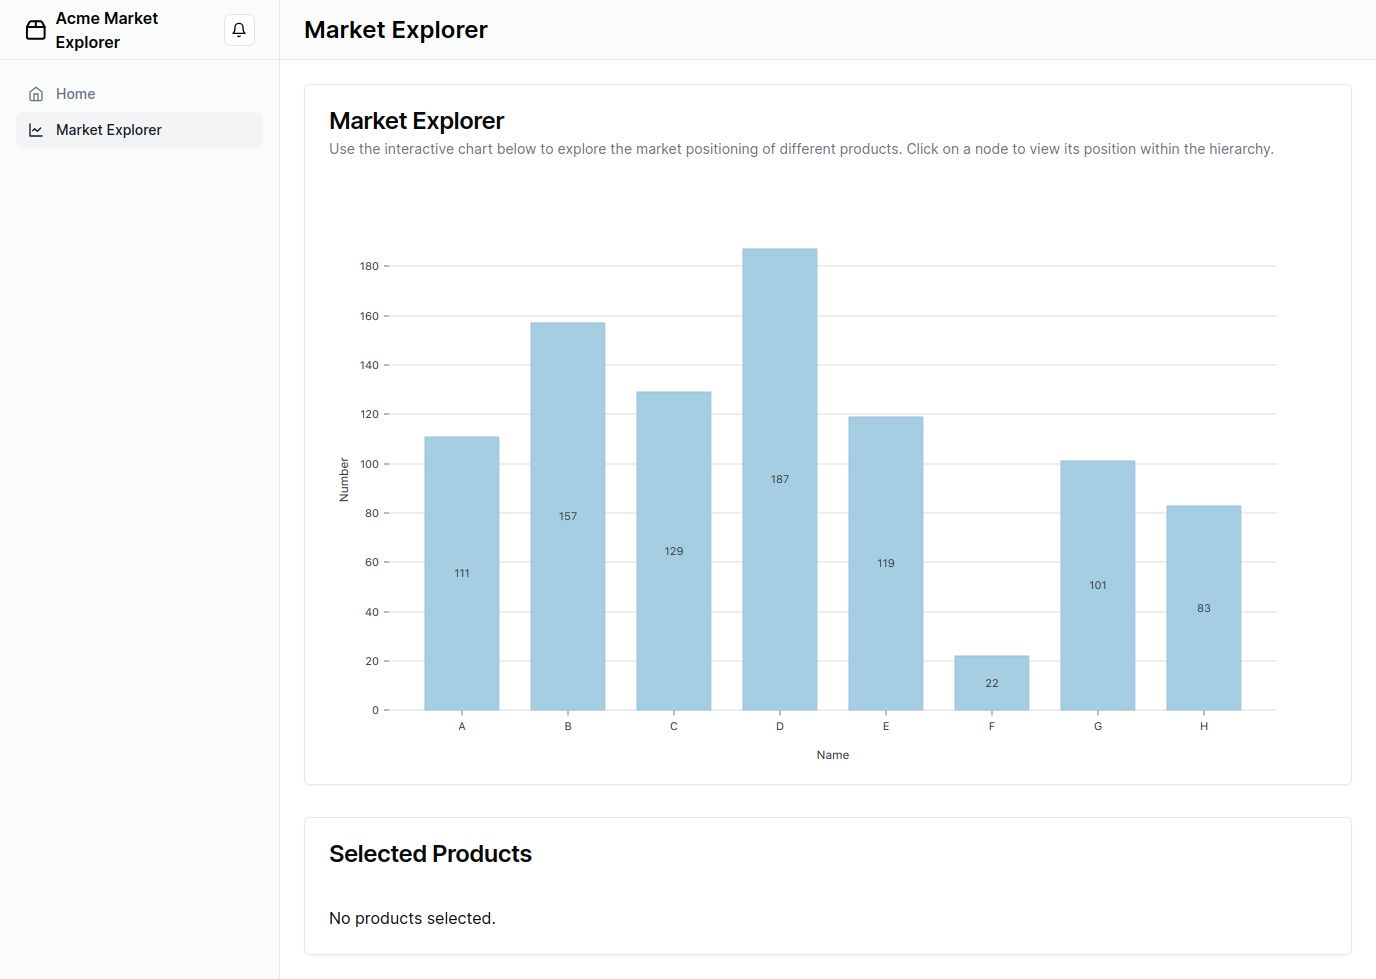 Acme Market
Explorer
Market Explorer
Home
Market Explorer
Market Explorer
Use the interactive chart below to explore the market positioning of different products. Click on a node to view its position within the hierarchy.
180
160
140
120
100
80
60
40
20
0
Number
111
157
129
187
119
22
101
83
A B C D E F G H
Name
Selected Products
No products selected.